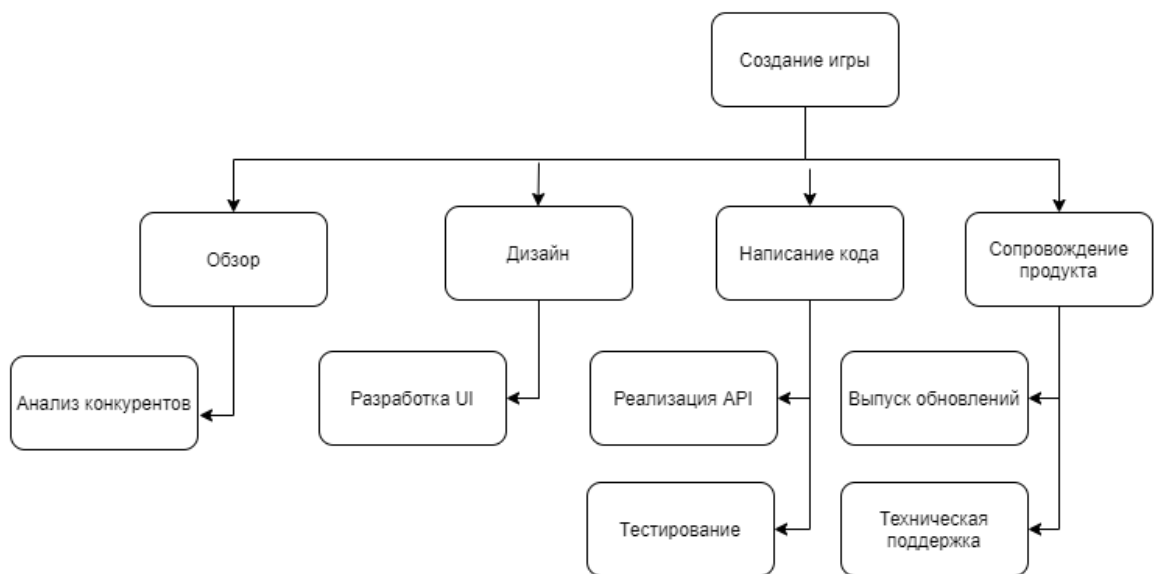 Создание игры
Обзор
Дизайн
Написание кода
Сопровождение
продукта
Анализ конкурентов
Разработка UI
Реализация API
Выпуск обновлений
Тестирование
Техническая
поддержка